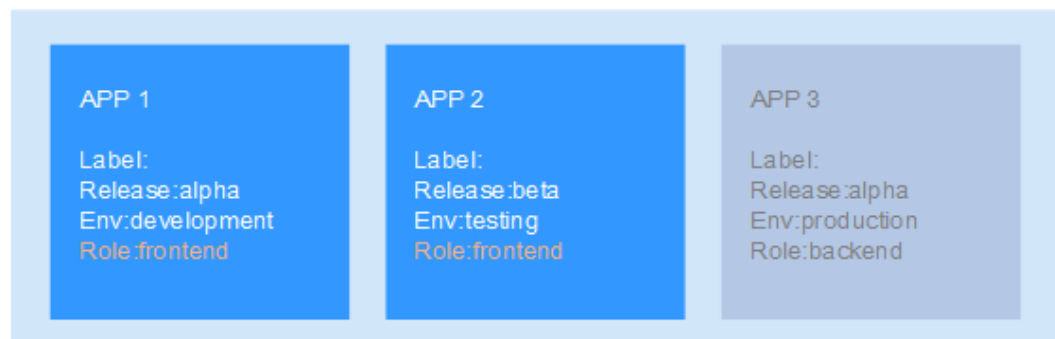 APP 1
Label:
Release:alpha
Env:development
Role:frontend
APP 2
Label:
Release:beta
Env:testing
Role:frontend
APP 3
Label:
Release:alpha
Env:production
Role:backend